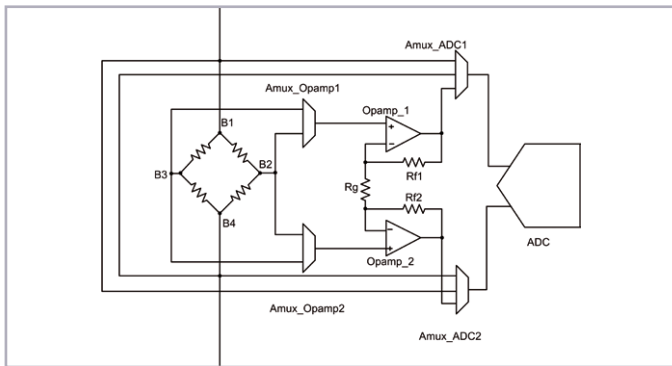 Amux_ADC1
Amux_Opamp1
Opamp_1
B1
+
B2
−
B3
Rf1
Rg
Rf2
B4
−
+
ADC
Opamp_2
Amux_Opamp2
Amux_ADC2